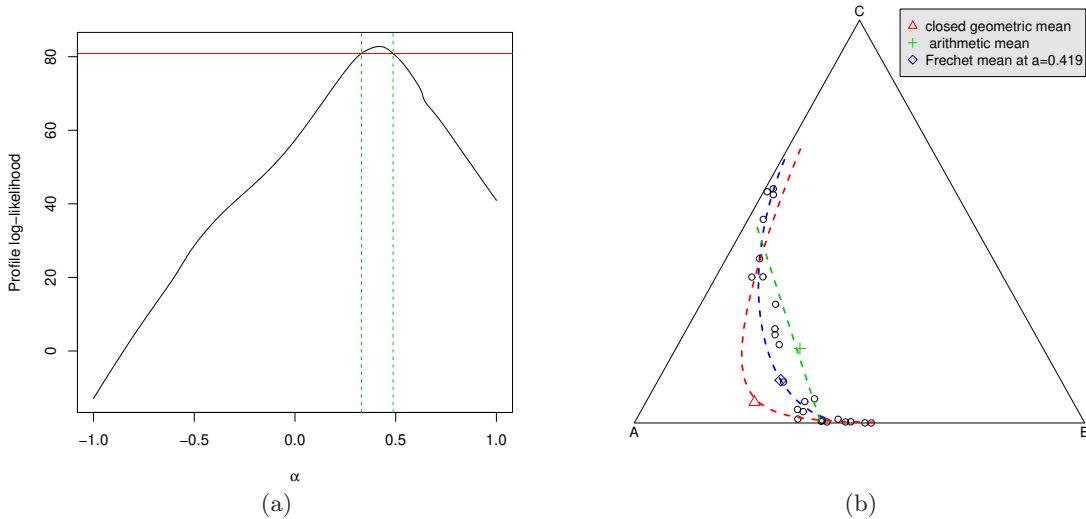 Profile log−likelihood
80
60
40
20
0
−1.0 −0.5 0.0 0.5 1.0
α
(a)
C
closed geometric mean
arithmetic mean
Frechet mean at a=0.419
A
B
(b)